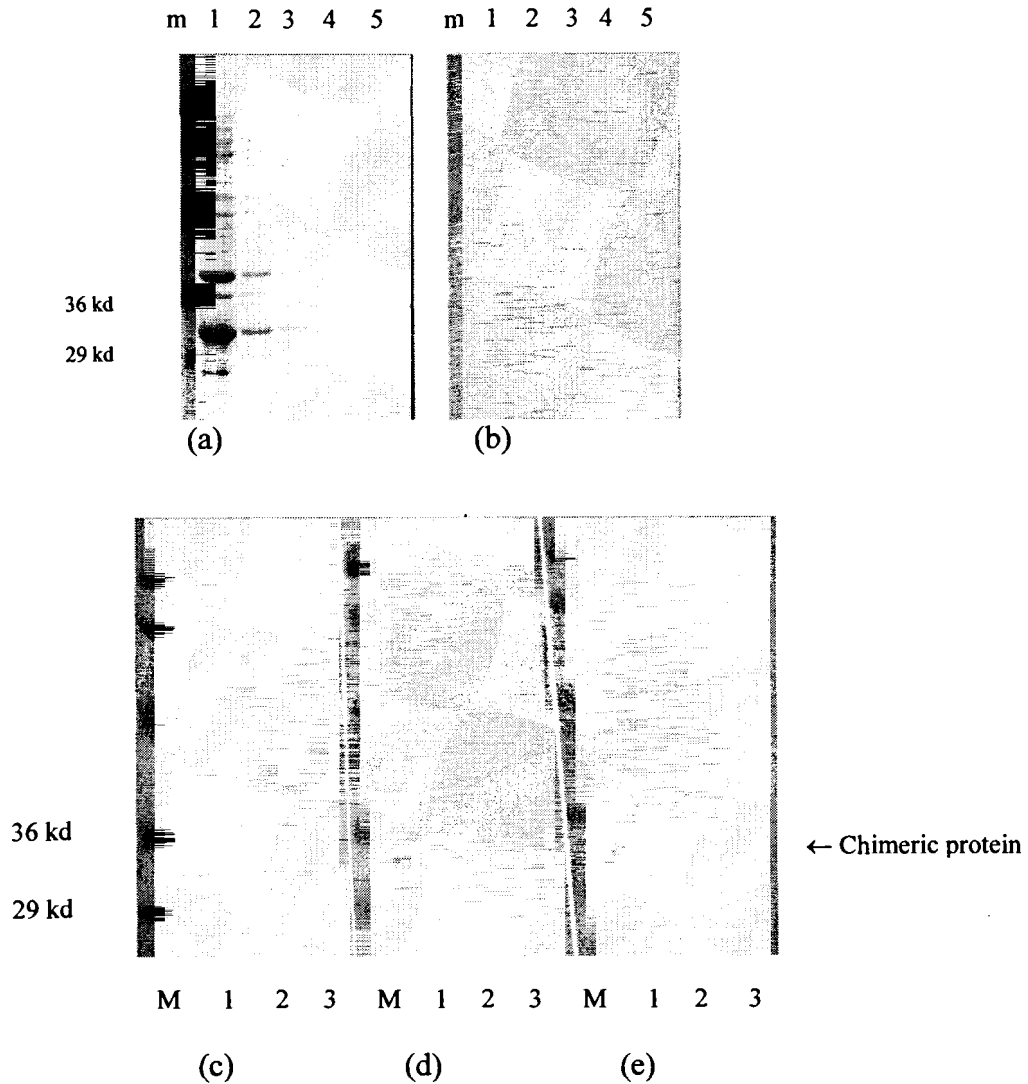 m 1 2 3 4 5
m 1 2 3 4 5
36 kd
29 kd
(a)
(b)
36 kd
← Chimeric protein
29 kd
M 1 2 3 M 1 2 3 M 1 2 3
(c) (d) (e)